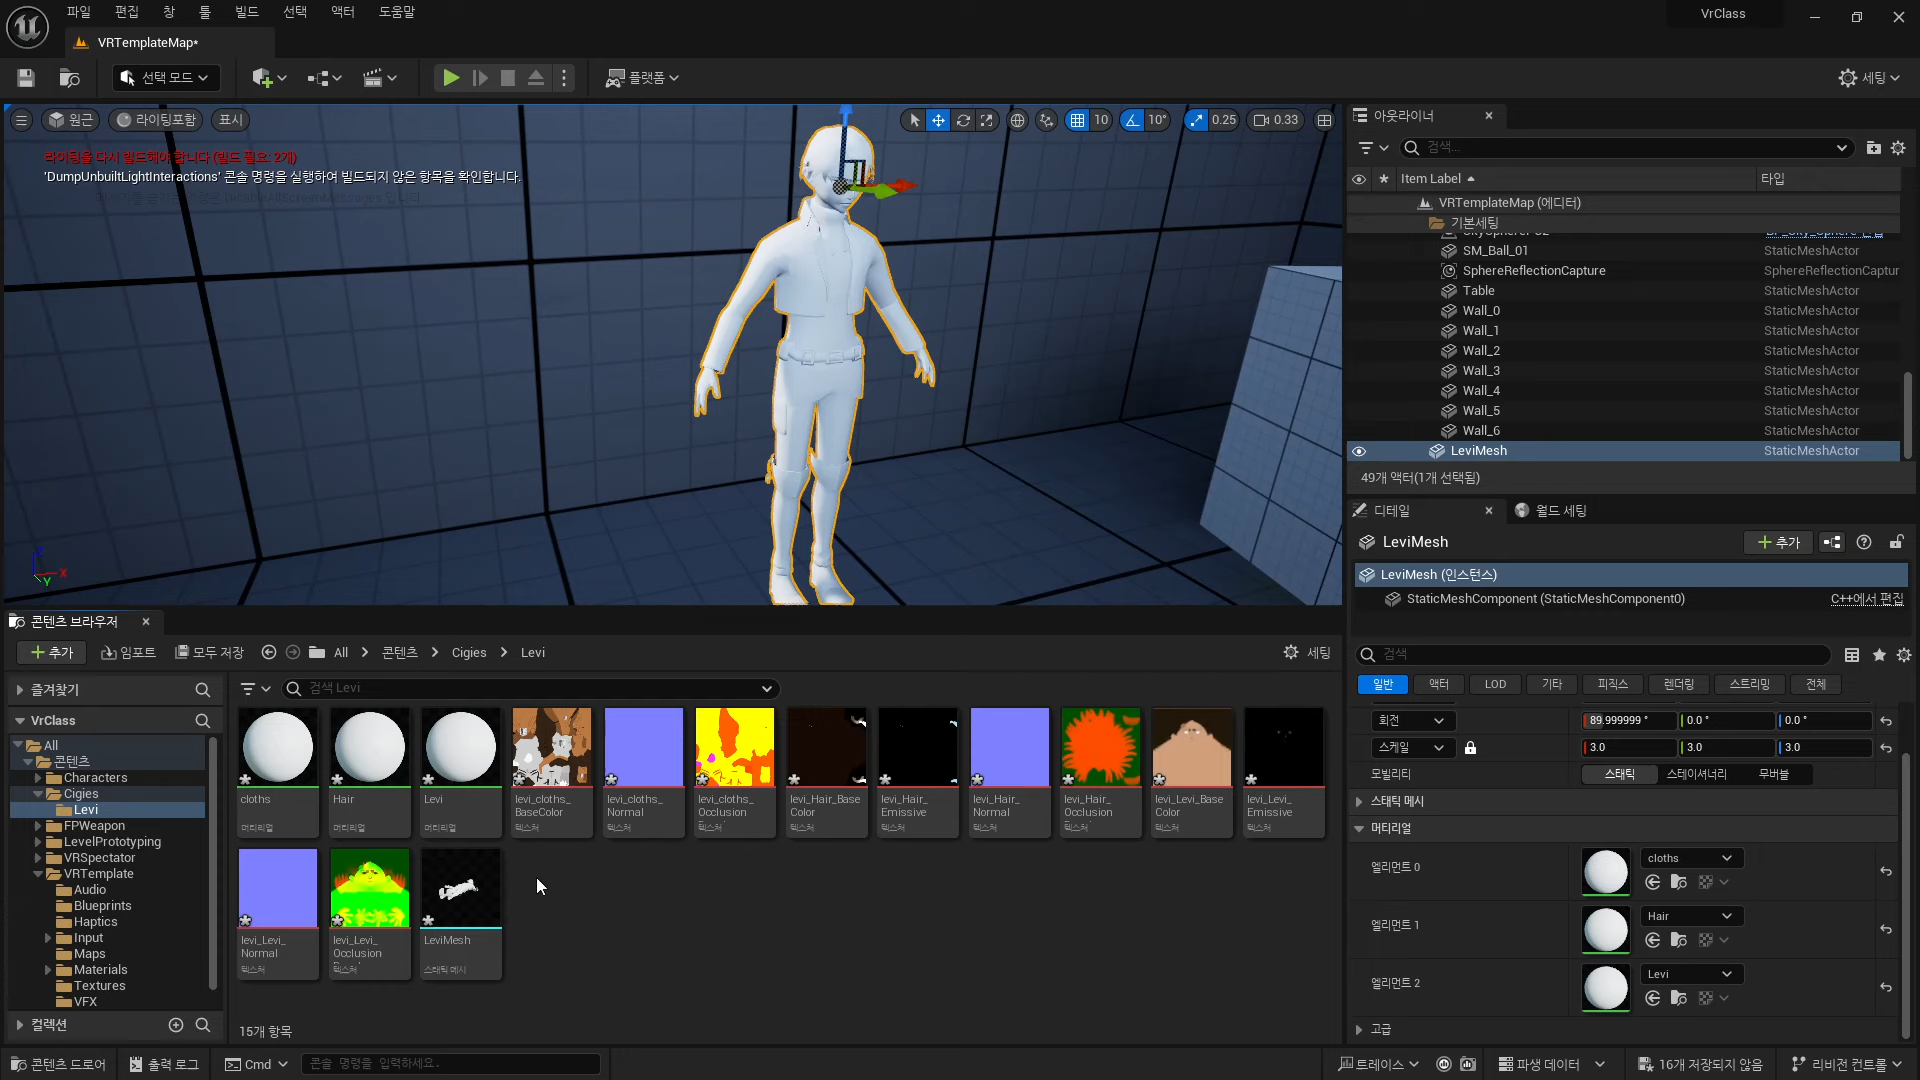 파일 편집 창 툴 빌드 선택 액터 도움말
VrClass
VRTemplateMap*
선택 모드
플랫폼
세팅
원근 라이팅포함 표시
10 10° 0.25 0.33
라이팅을 다시 빌드해야 합니다 (빌드 필요: 2개)
'DumpUnbuiltLightInteractions' 콘솔 명령을 실행하여 빌드되지 않은 항목을 확인합니다.
X
Y
아웃라이너
검색...
Item Label 타입
VRTemplateMap (에디터)
기본세팅
SM_Ball_01 StaticMeshActor
SphereReflectionCapture SphereReflectionCaptur
Table StaticMeshActor
Wall_0 StaticMeshActor
Wall_1 StaticMeshActor
Wall_2 StaticMeshActor
Wall_3 StaticMeshActor
Wall_4 StaticMeshActor
Wall_5 StaticMeshActor
Wall_6 StaticMeshActor
LeviMesh StaticMeshActor
49개 액터(1개 선택됨)
디테일 월드 세팅
LeviMesh 추가
LeviMesh (인스턴스)
StaticMeshComponent (StaticMeshComponent0) C++에서 편집
검색
일반 액터 LOD 기타 피직스 렌더링 스트리밍 전체
회전 89.999999 ° 0.0 ° 0.0 °
스케일 3.0 3.0 3.0
모빌리티 스태틱 스테이셔너리 무버블
스태틱 메시
머티리얼
엘리먼트 0 cloths
엘리먼트 1 Hair
엘리먼트 2 Levi
고급
콘텐츠 브라우저
추가 임포트 모두 저장 All 콘텐츠 Cigies Levi 세팅
즐겨찾기
검색 Levi
VrClass
All
콘텐츠
Characters
Cigies
Levi
FPWeapon
LevelPrototyping
VRSpectator
VRTemplate
Audio
Blueprints
Haptics
Input
Maps
Materials
Textures
VFX
컬렉션
cloths
머티리얼
Hair
머티리얼
Levi
머티리얼
levi_cloths_
BaseColor
텍스처
levi_cloths_
Normal
텍스처
levi_cloths_
Occlusion
텍스처
levi_Hair_Base
Color
텍스처
levi_Hair_
Emissive
텍스처
levi_Hair_
Normal
텍스처
levi_Hair_
Occlusion
텍스처
levi_Levi_Base
Color
텍스처
levi_Levi_
Emissive
텍스처
levi_Levi_
Normal
텍스처
levi_Levi_
Occlusion
텍스처
LeviMesh
스태틱 메시
15개 항목
콘텐츠 드로어 출력 로그 Cmd 콘솔 명령을 입력하세요. 트레이스 파생 데이터 16개 저장되지 않음 리비전 컨트롤